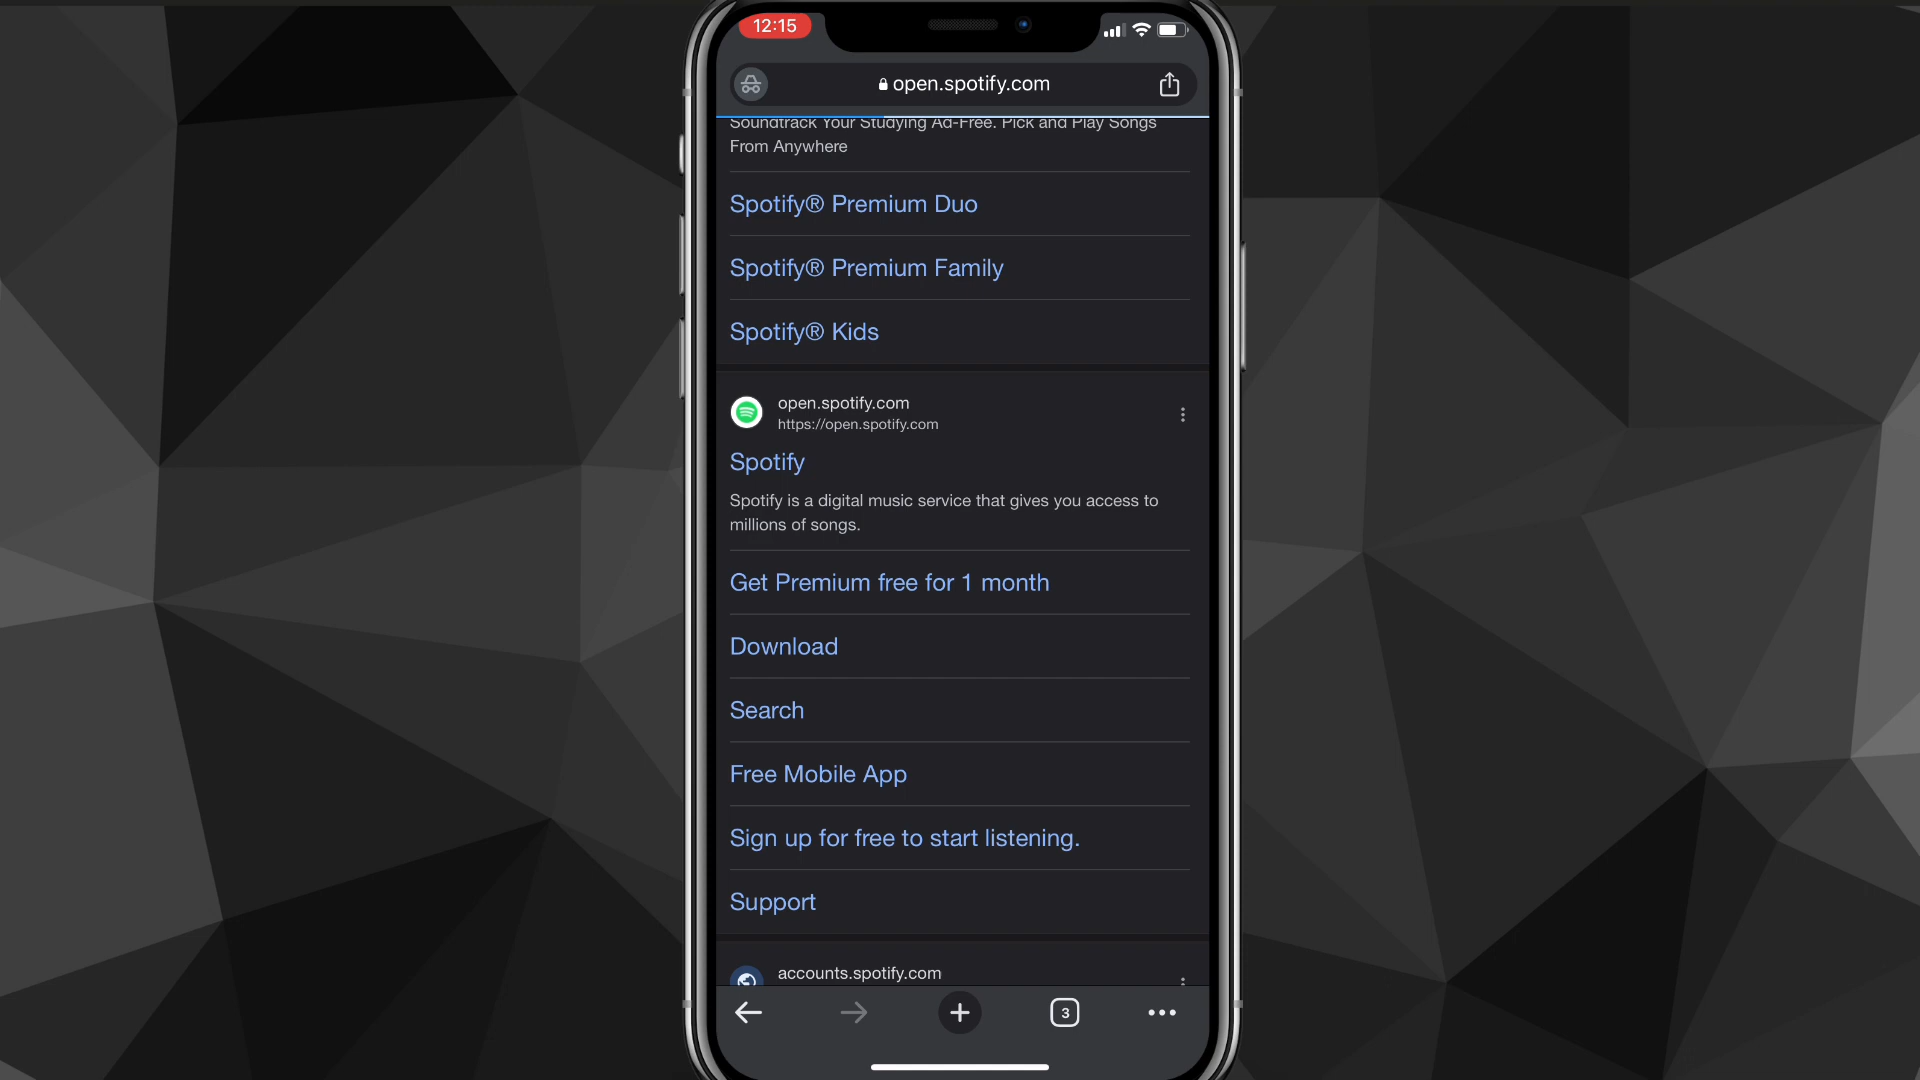 12:15
open.spotify.com
Soundtrack Your Studying Ad-Free. Pick and Play Songs
From Anywhere
Spotify® Premium Duo
Spotify® Premium Family
Spotify® Kids
open.spotify.com
https://open.spotify.com
Spotify
Spotify is a digital music service that gives you access to
millions of songs.
Get Premium free for 1 month
Download
Search
Free Mobile App
Sign up for free to start listening.
Support
accounts.spotify.com
3